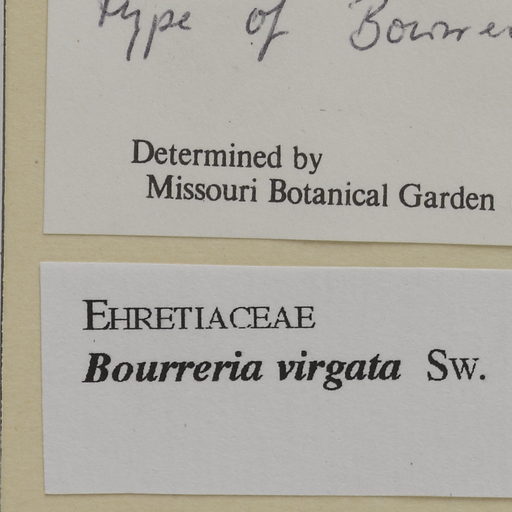 type of
Determined by
Missouri Botanical Garden
EHRETIACEAE
Bourreria virgata SW.